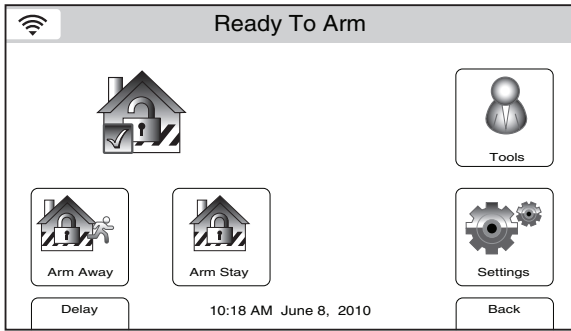 Ready To Arm
Tools
Arm Away
Arm Stay
Settings
Delay
10:18 AM June 8, 2010
Back